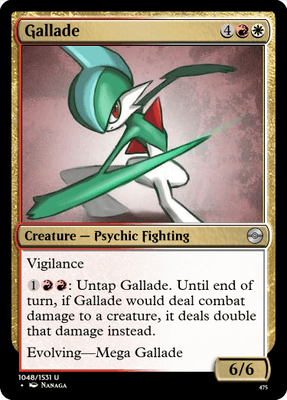 Gallade 4
Creature — Psychic Fighting
Vigilance
1: Untap Gallade. Until end of
turn, if Gallade would deal combat
damage to a creature, it deals double
that damage instead.
Evolving—Mega Gallade
6/6
1048/1531 U
• NANAGA
475